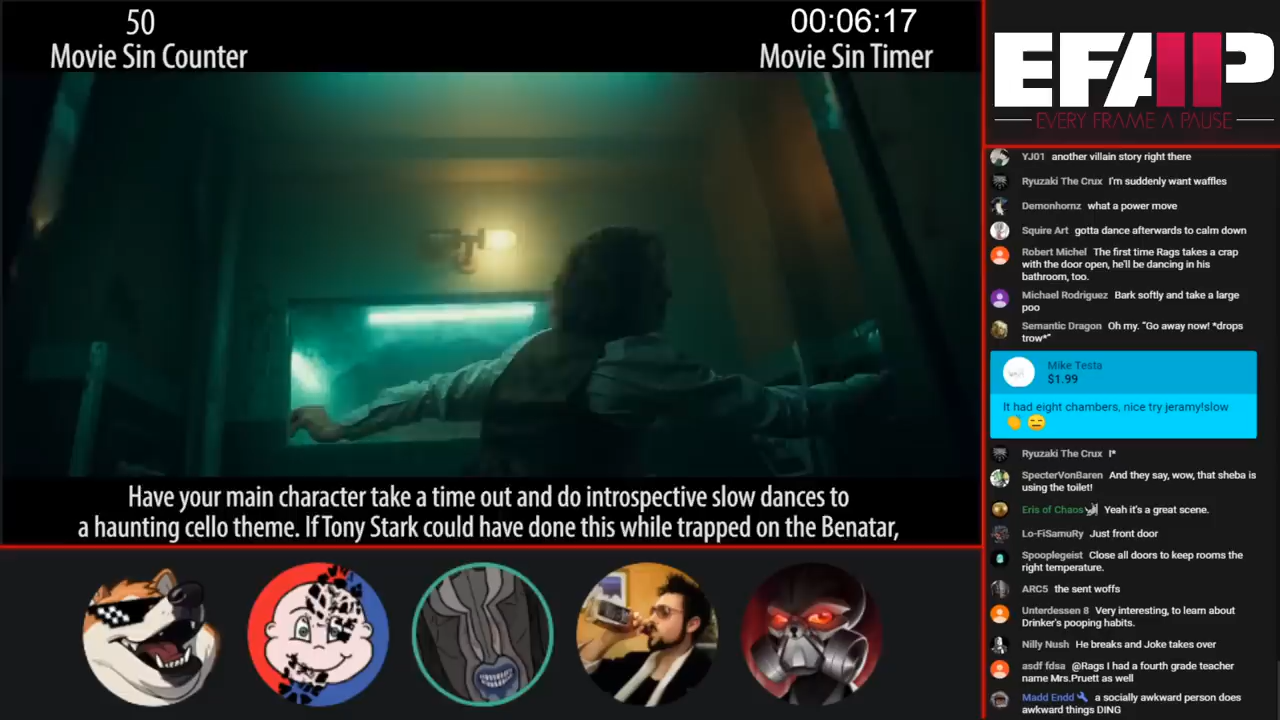 50
Movie Sin Counter
00:06:17
Movie Sin Timer
Have your main character take a time out and do introspective slow dances to
a haunting cello theme. If Tony Stark could have done this while trapped on the Benatar,
EFAP
EVERY FRAME A PAUSE
YJ01 another villain story right there
Ryuzaki The Crux I'm suddenly want waffles
Demonhornz what a power move
Squire Art gotta dance afterwards to calm down
Robert Michel The first time Rags takes a crap
with the door open, he'll be dancing in his
bathroom, too.
Michael Rodriguez Bark softly and take a large
poo
Semantic Dragon Oh my. "Go away now! *drops
trow*"
Mike Testa
$1.99
It had eight chambers, nice try jeramy!slow
👏 😑
Ryuzaki The Crux I*
SpecterVonBaren And they say, wow, that sheba is
using the toilet!
Eris of Chaos Yeah it's a great scene.
Lo-FiSamuRy Just front door
Spooplegeist Close all doors to keep rooms the
right temperature.
ARC5 the sent woffs
Unterdessen 8 Very interesting, to learn about
Drinker's pooping habits.
Nilly Nush He breaks and Joke takes over
asdf fdsa @Rags I had a fourth grade teacher
name Mrs.Pruett as well
Madd Endd 🔧 a socially awkward person does
awkward things DING